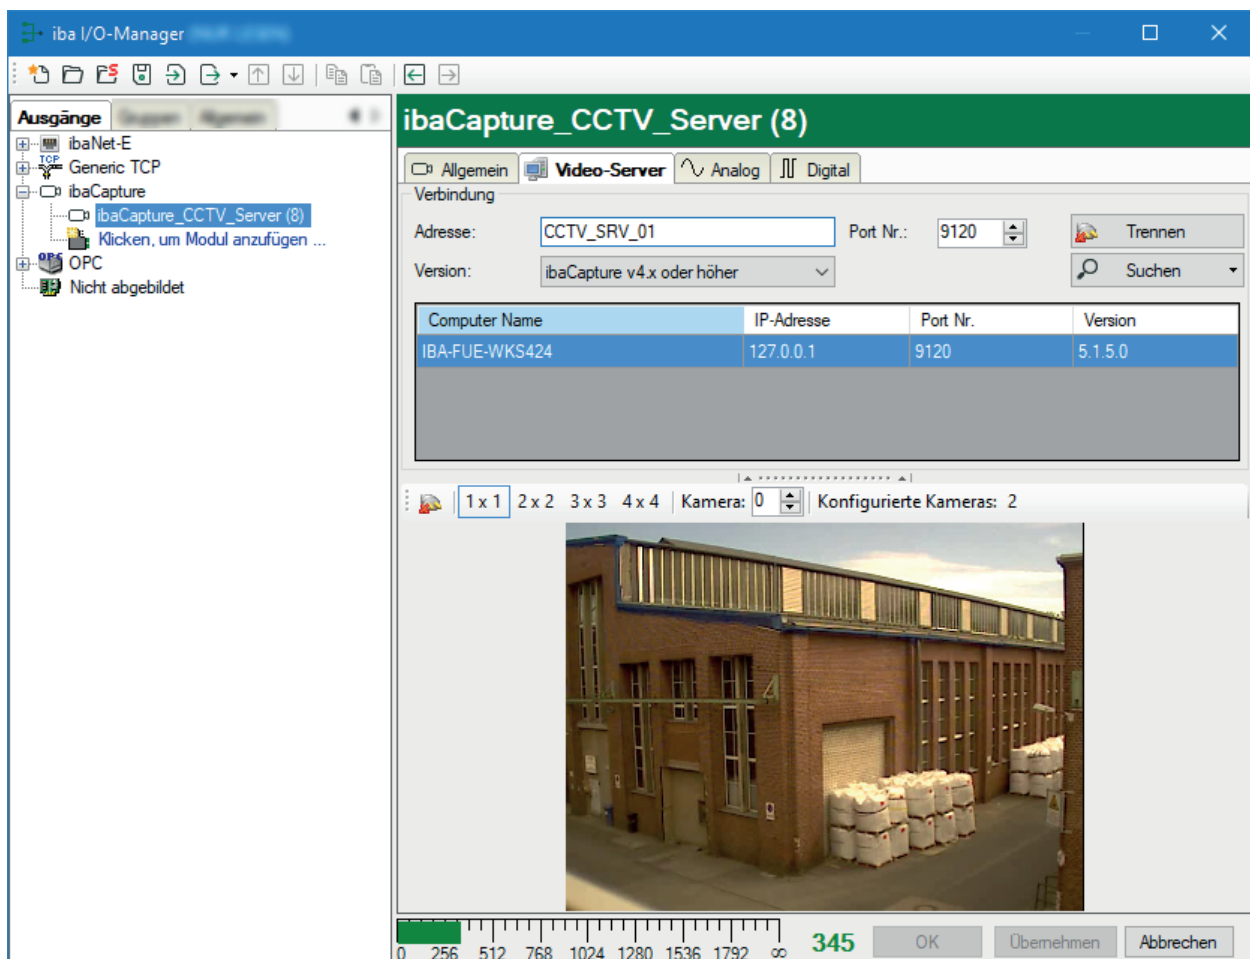 iba I/O-Manager
Ausgänge
ibaNet-E
TCP Generic TCP
ibaCapture
ibaCapture_CCTV_Server (8)
Klicken, um Modul anzufügen ...
OPC OPC
Nicht abgebildet
ibaCapture_CCTV_Server (8)
Allgemein Video-Server Analog Digital
Verbindung
Adresse: CCTV_SRV_01 Port Nr.: 9120 Trennen
Version: ibaCapture v4.x oder höher Suchen
Computer Name IP-Adresse Port Nr. Version
IBA-FUE-WKS424 127.0.0.1 9120 5.1.5.0
1 x 1 2 x 2 3 x 3 4 x 4 Kamera: 0 Konfigurierte Kameras: 2
4
0 256 512 768 1024 1280 1536 1792 ∞ 345 OK Übernehmen Abbrechen